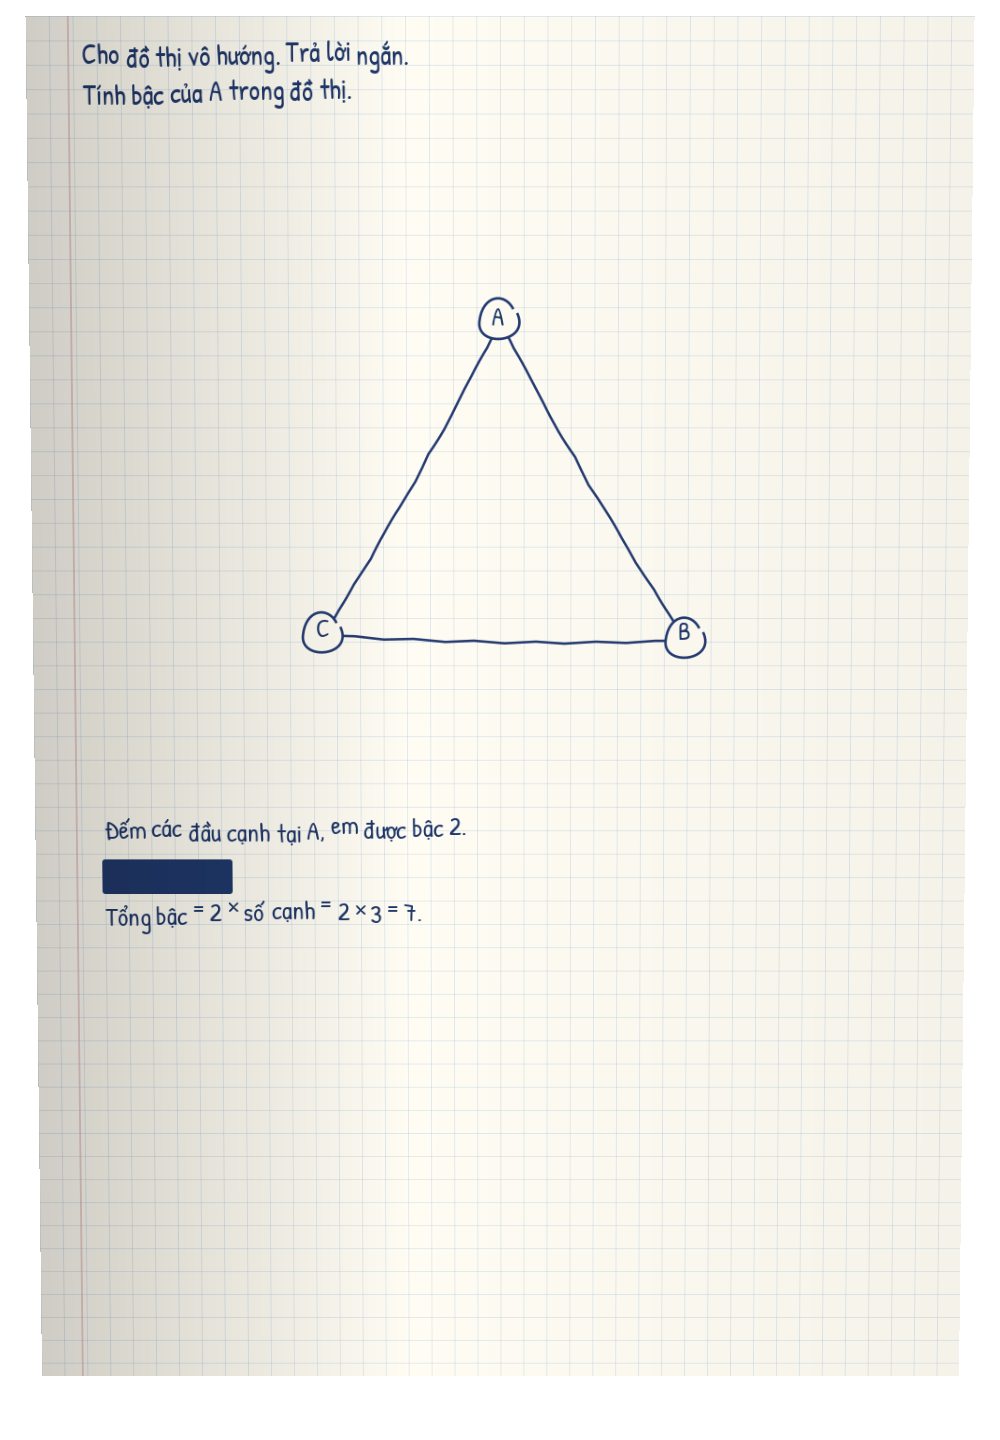 Cho đồ thị vô hướng. Trả lời ngắn.
Tính bậc của A trong đồ thị.
A
C
B
Đếm các đầu cạnh tại A, em được bậc 2.
Tổng bậc = 2 × số cạnh = 2 × 3 = 7.